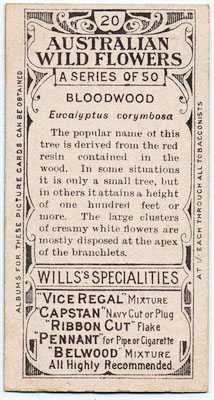 20
AUSTRALIAN
WILD FLOWERS
A SERIES OF 50
BLOODWOOD
Eucalyptus corymbosa
The popular name of this
tree is derived from the red
resin contained in the
wood. In some situations
it is only a small tree, but
in others it attains a height
of one hundred feet or
more. The large clusters
of creamy white flowers are
mostly disposed at the apex
of the branchlets.
WILLS'S SPECIALITIES
"VICE REGAL" MIXTURE
CAPSTAN "NAVY CUT OR PLUG
"RIBBON CUT" Flake
"PENNANT" for Pipe or Cigarette
"BELWOOD" MIXTURE
All Highly Recommended.
ALBUMS FOR THESE PICTURE CARDS CAN BE OBTAINED
AT 1/- EACH THROUGH ALL TOBACCONISTS